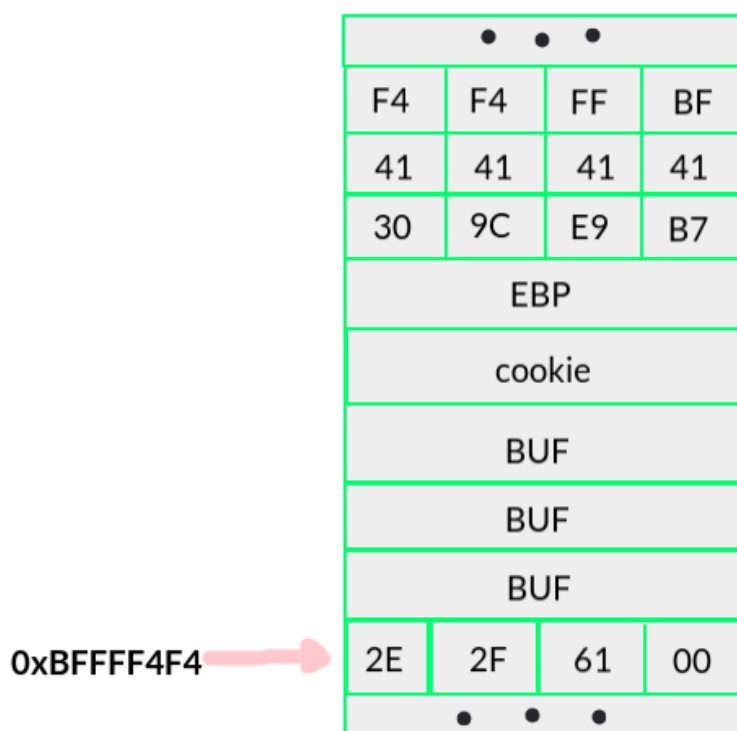 F4 F4 FF BF
41 41 41 41
30 9C E9 B7
EBP
cookie
BUF
BUF
BUF
0xBFFFF4F4 2E 2F 61 00